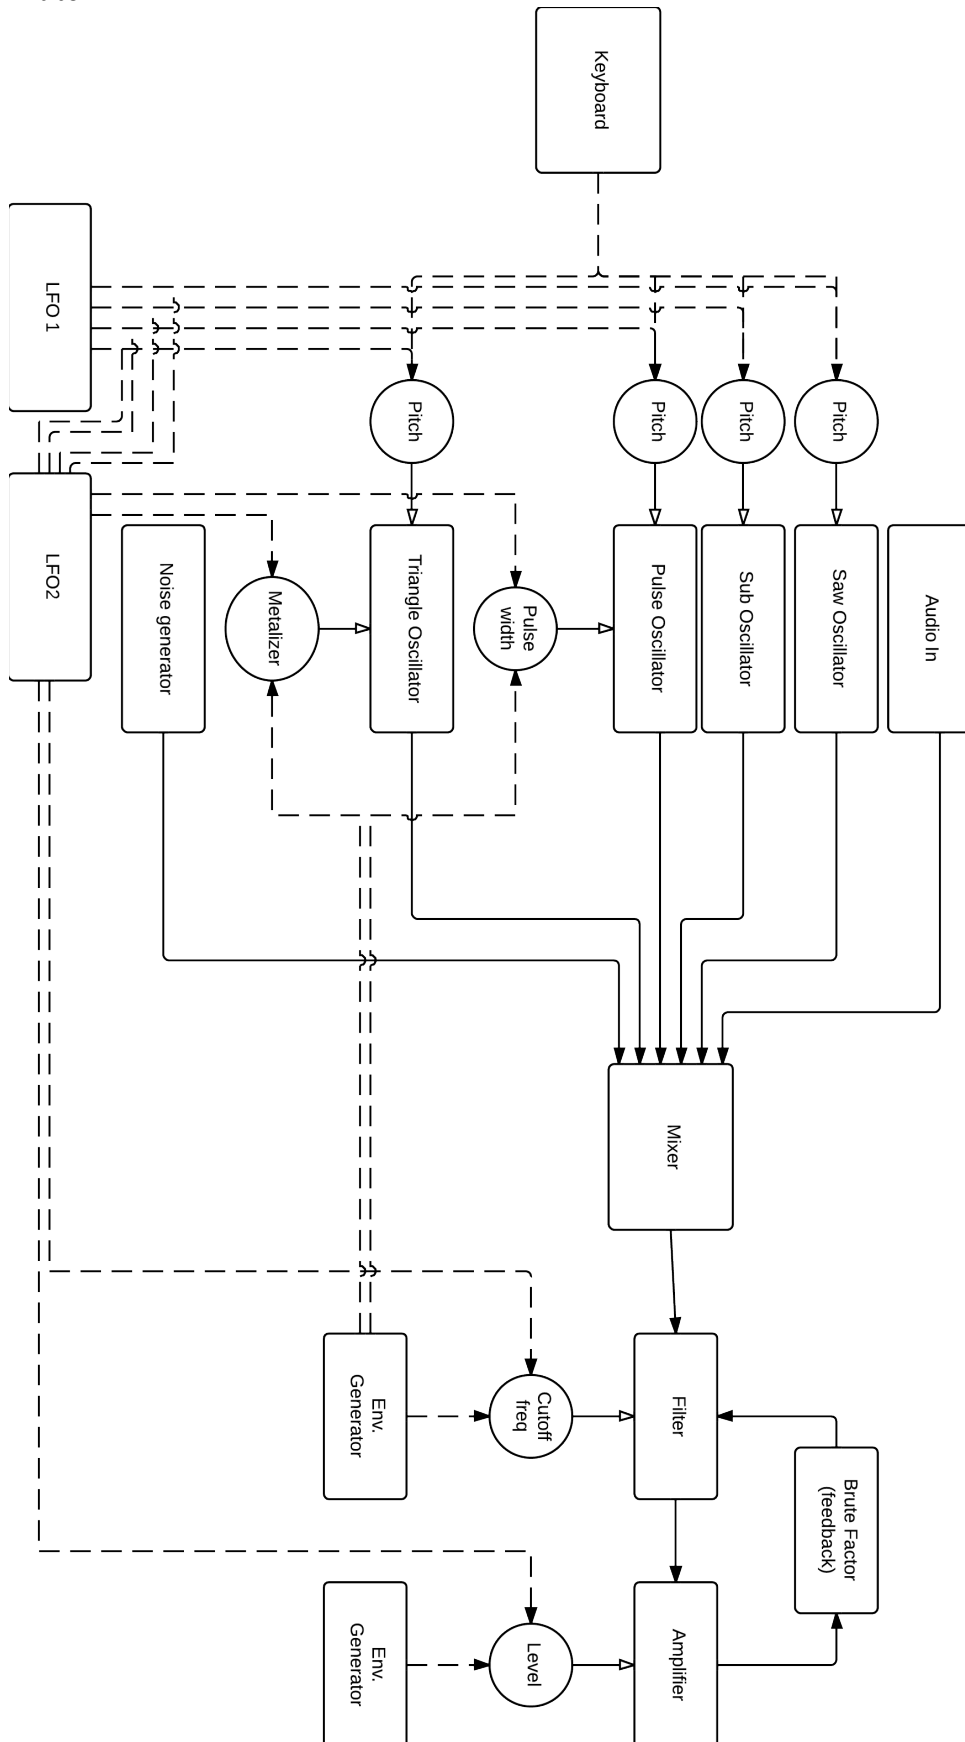 Keyboard
LFO 1
Pitch
Pitch
Pitch
Pitch
LFO2
Noise generator
Metalizer
Triangle Oscillator
Pulse
width
Pulse Oscillator
Sub Oscillator
Saw Oscillator
Audio In
Mixer
Env.
Generator
Cutoff
freq
Filter
Brute Factor
(feedback)
Env.
Generator
Level
Amplifier